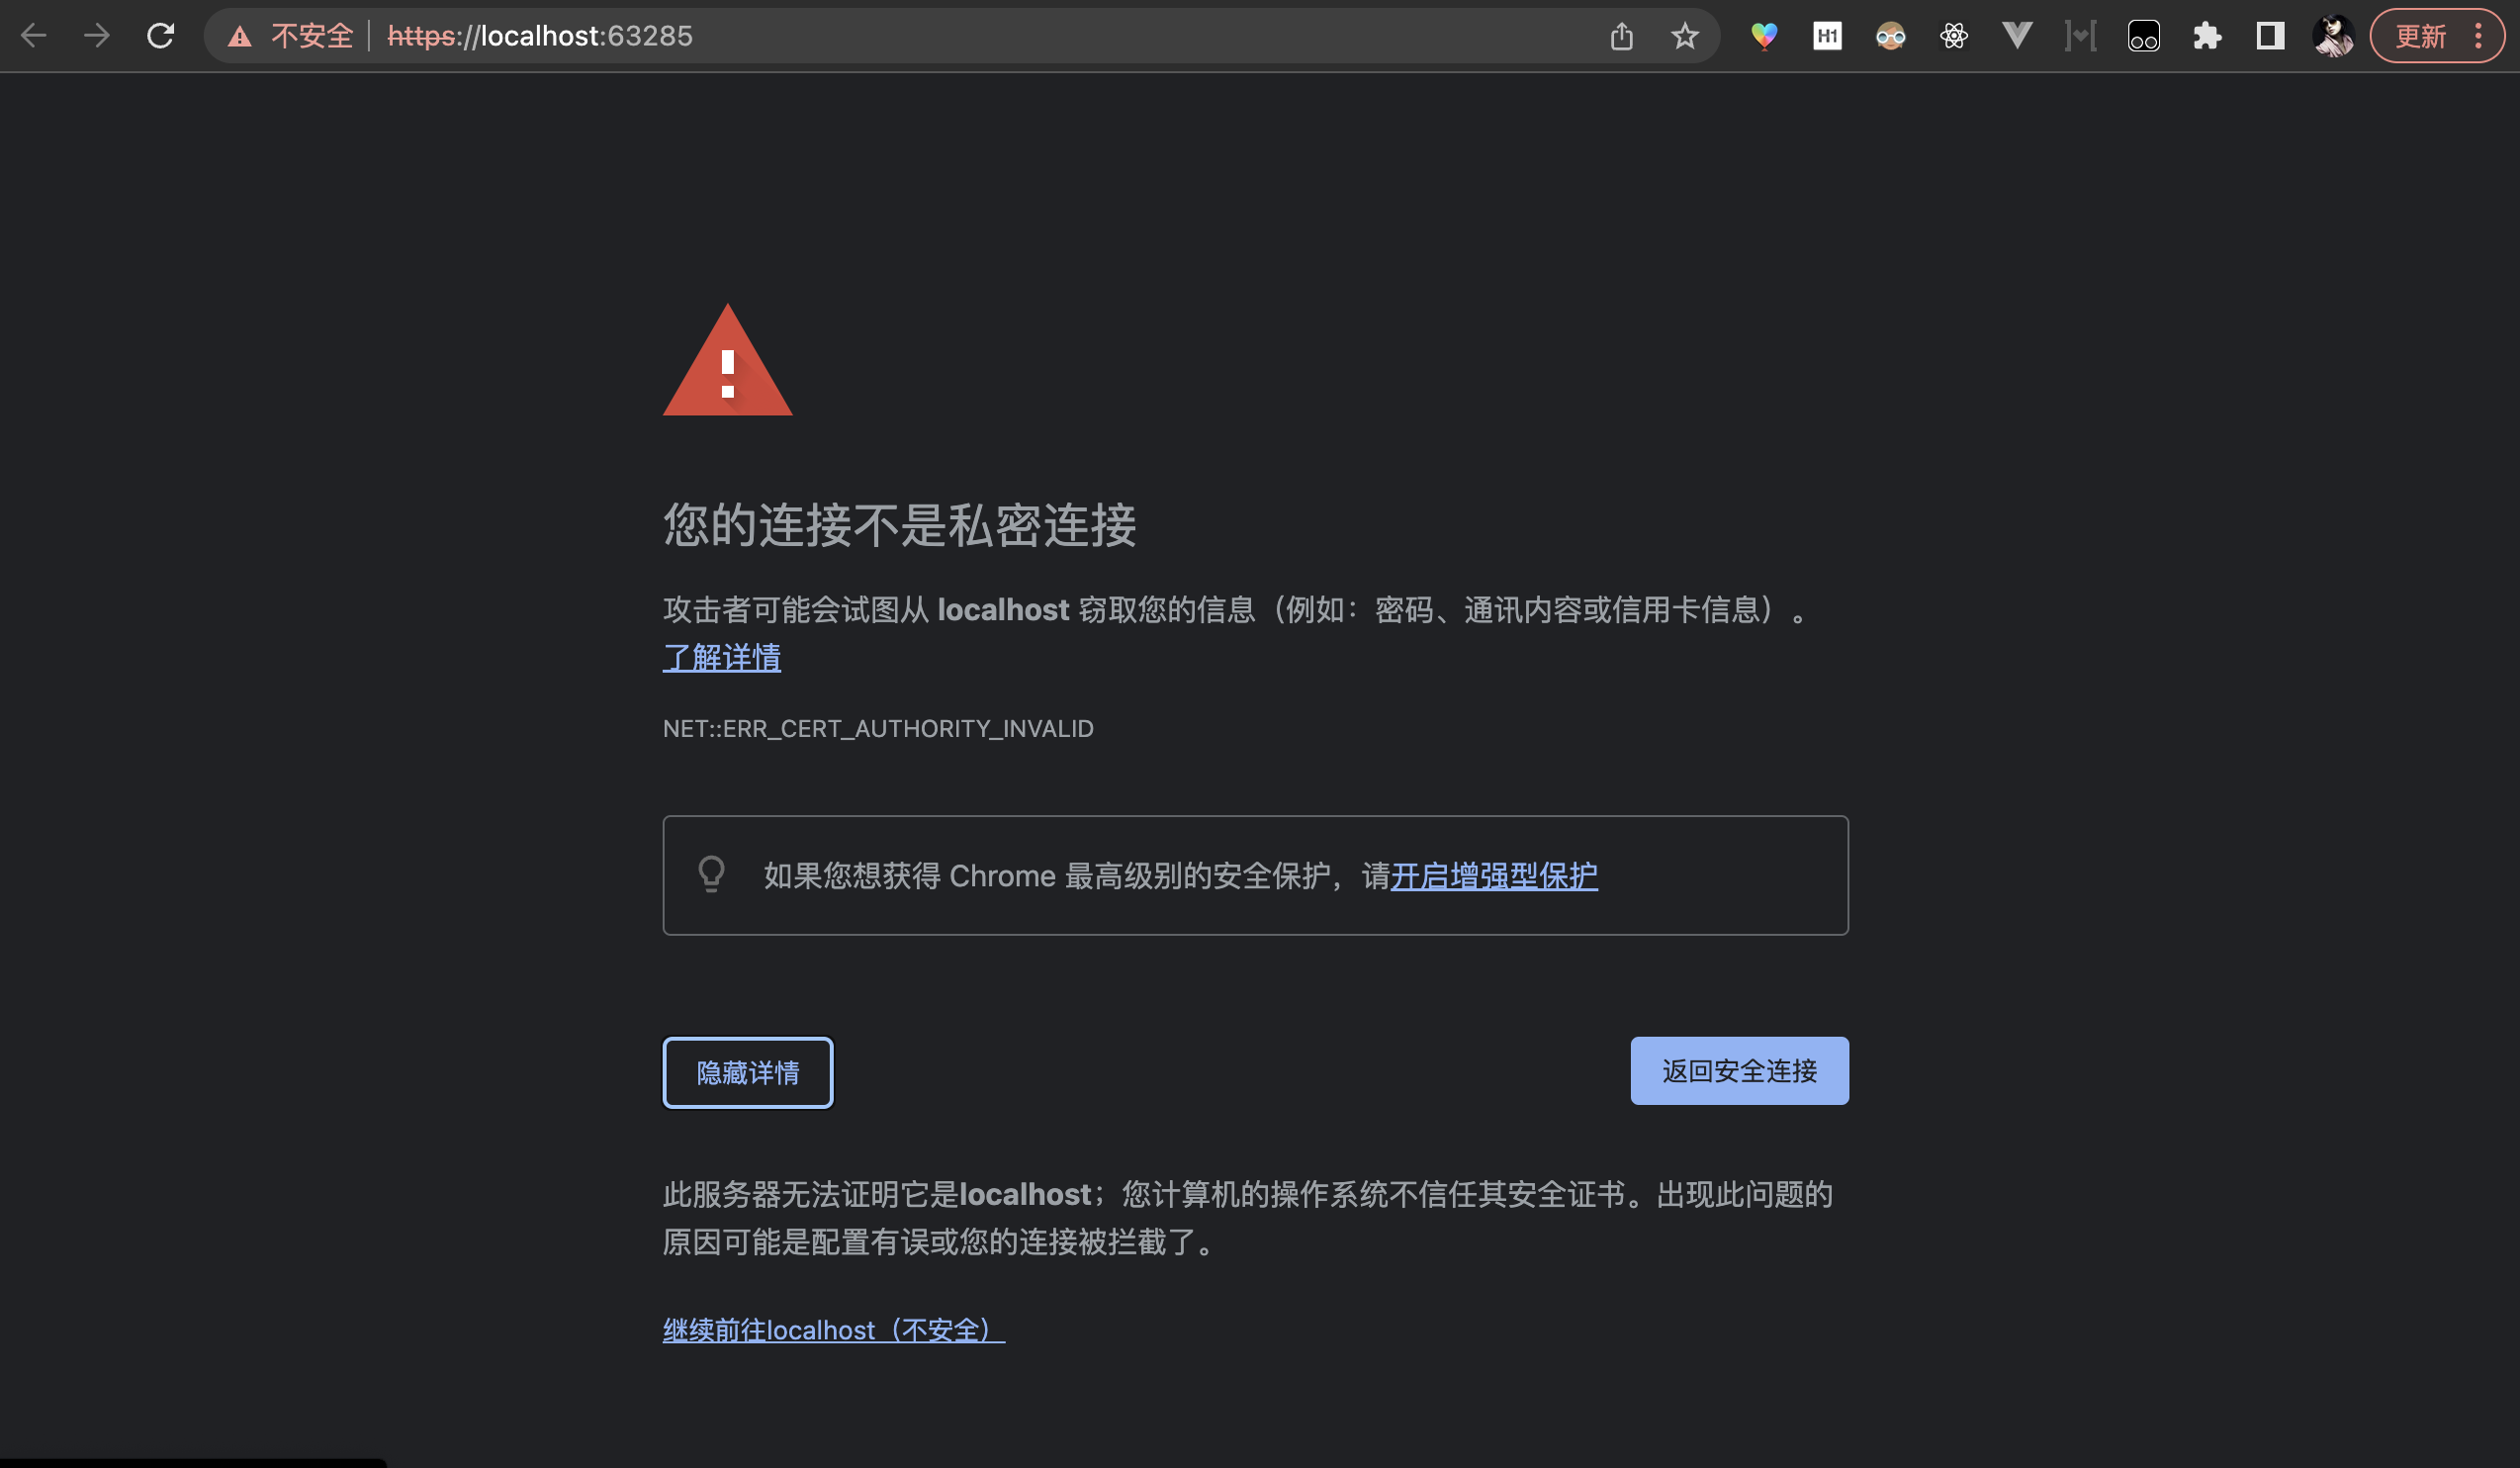 不安全 https://localhost:63285 H1 更新
您的连接不是私密连接
攻击者可能会试图从 localhost 窃取您的信息（例如：密码、通讯内容或信用卡信息）。
了解详情
NET::ERR_CERT_AUTHORITY_INVALID
如果您想获得 Chrome 最高级别的安全保护，请开启增强型保护
隐藏详情 返回安全连接
此服务器无法证明它是localhost；您计算机的操作系统不信任其安全证书。出现此问题的
原因可能是配置有误或您的连接被拦截了。
继续前往localhost（不安全）